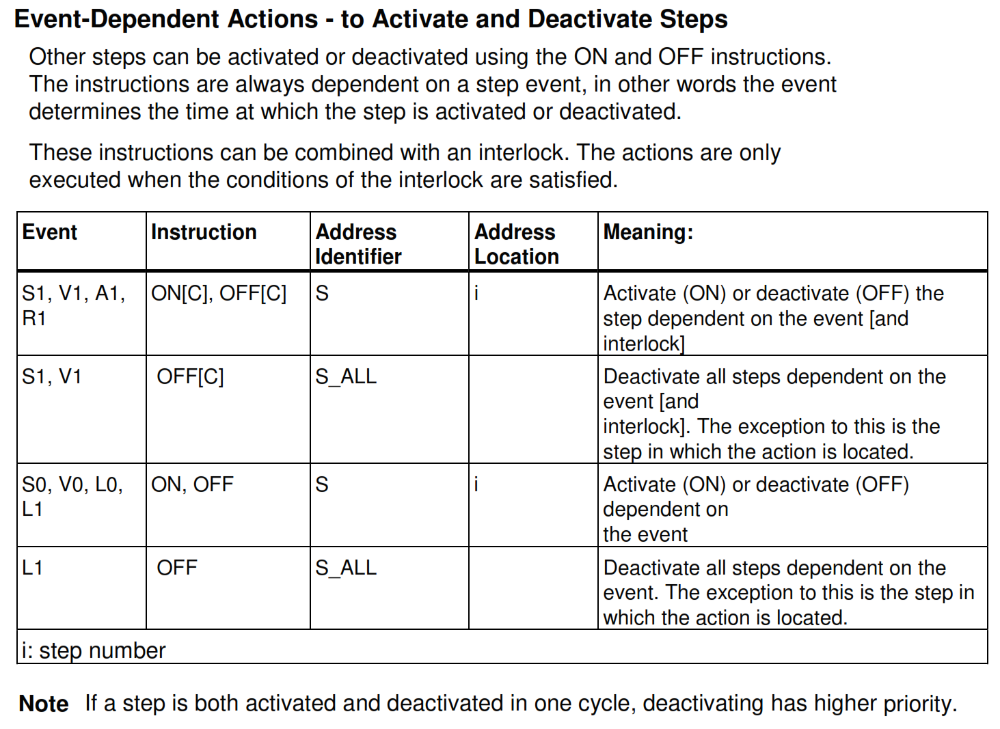 Event-Dependent Actions - to Activate and Deactivate Steps
Other steps can be activated or deactivated using the ON and OFF instructions.
The instructions are always dependent on a step event, in other words the event
determines the time at which the step is activated or deactivated.
These instructions can be combined with an interlock. The actions are only
executed when the conditions of the interlock are satisfied.
Event Instruction Address Identifier Address Location Meaning:
S1, V1, A1, R1 ON[C], OFF[C] S i Activate (ON) or deactivate (OFF) the
step dependent on the event [and
interlock]
S1, V1 OFF[C] S_ALL Deactivate all steps dependent on the
event [and
interlock]. The exception to this is the
step in which the action is located.
S0, V0, L0, L1 ON, OFF S i Activate (ON) or deactivate (OFF)
dependent on
the event
L1 OFF S_ALL Deactivate all steps dependent on the
event. The exception to this is the step in
which the action is located.
i: step number
Note If a step is both activated and deactivated in one cycle, deactivating has higher priority.